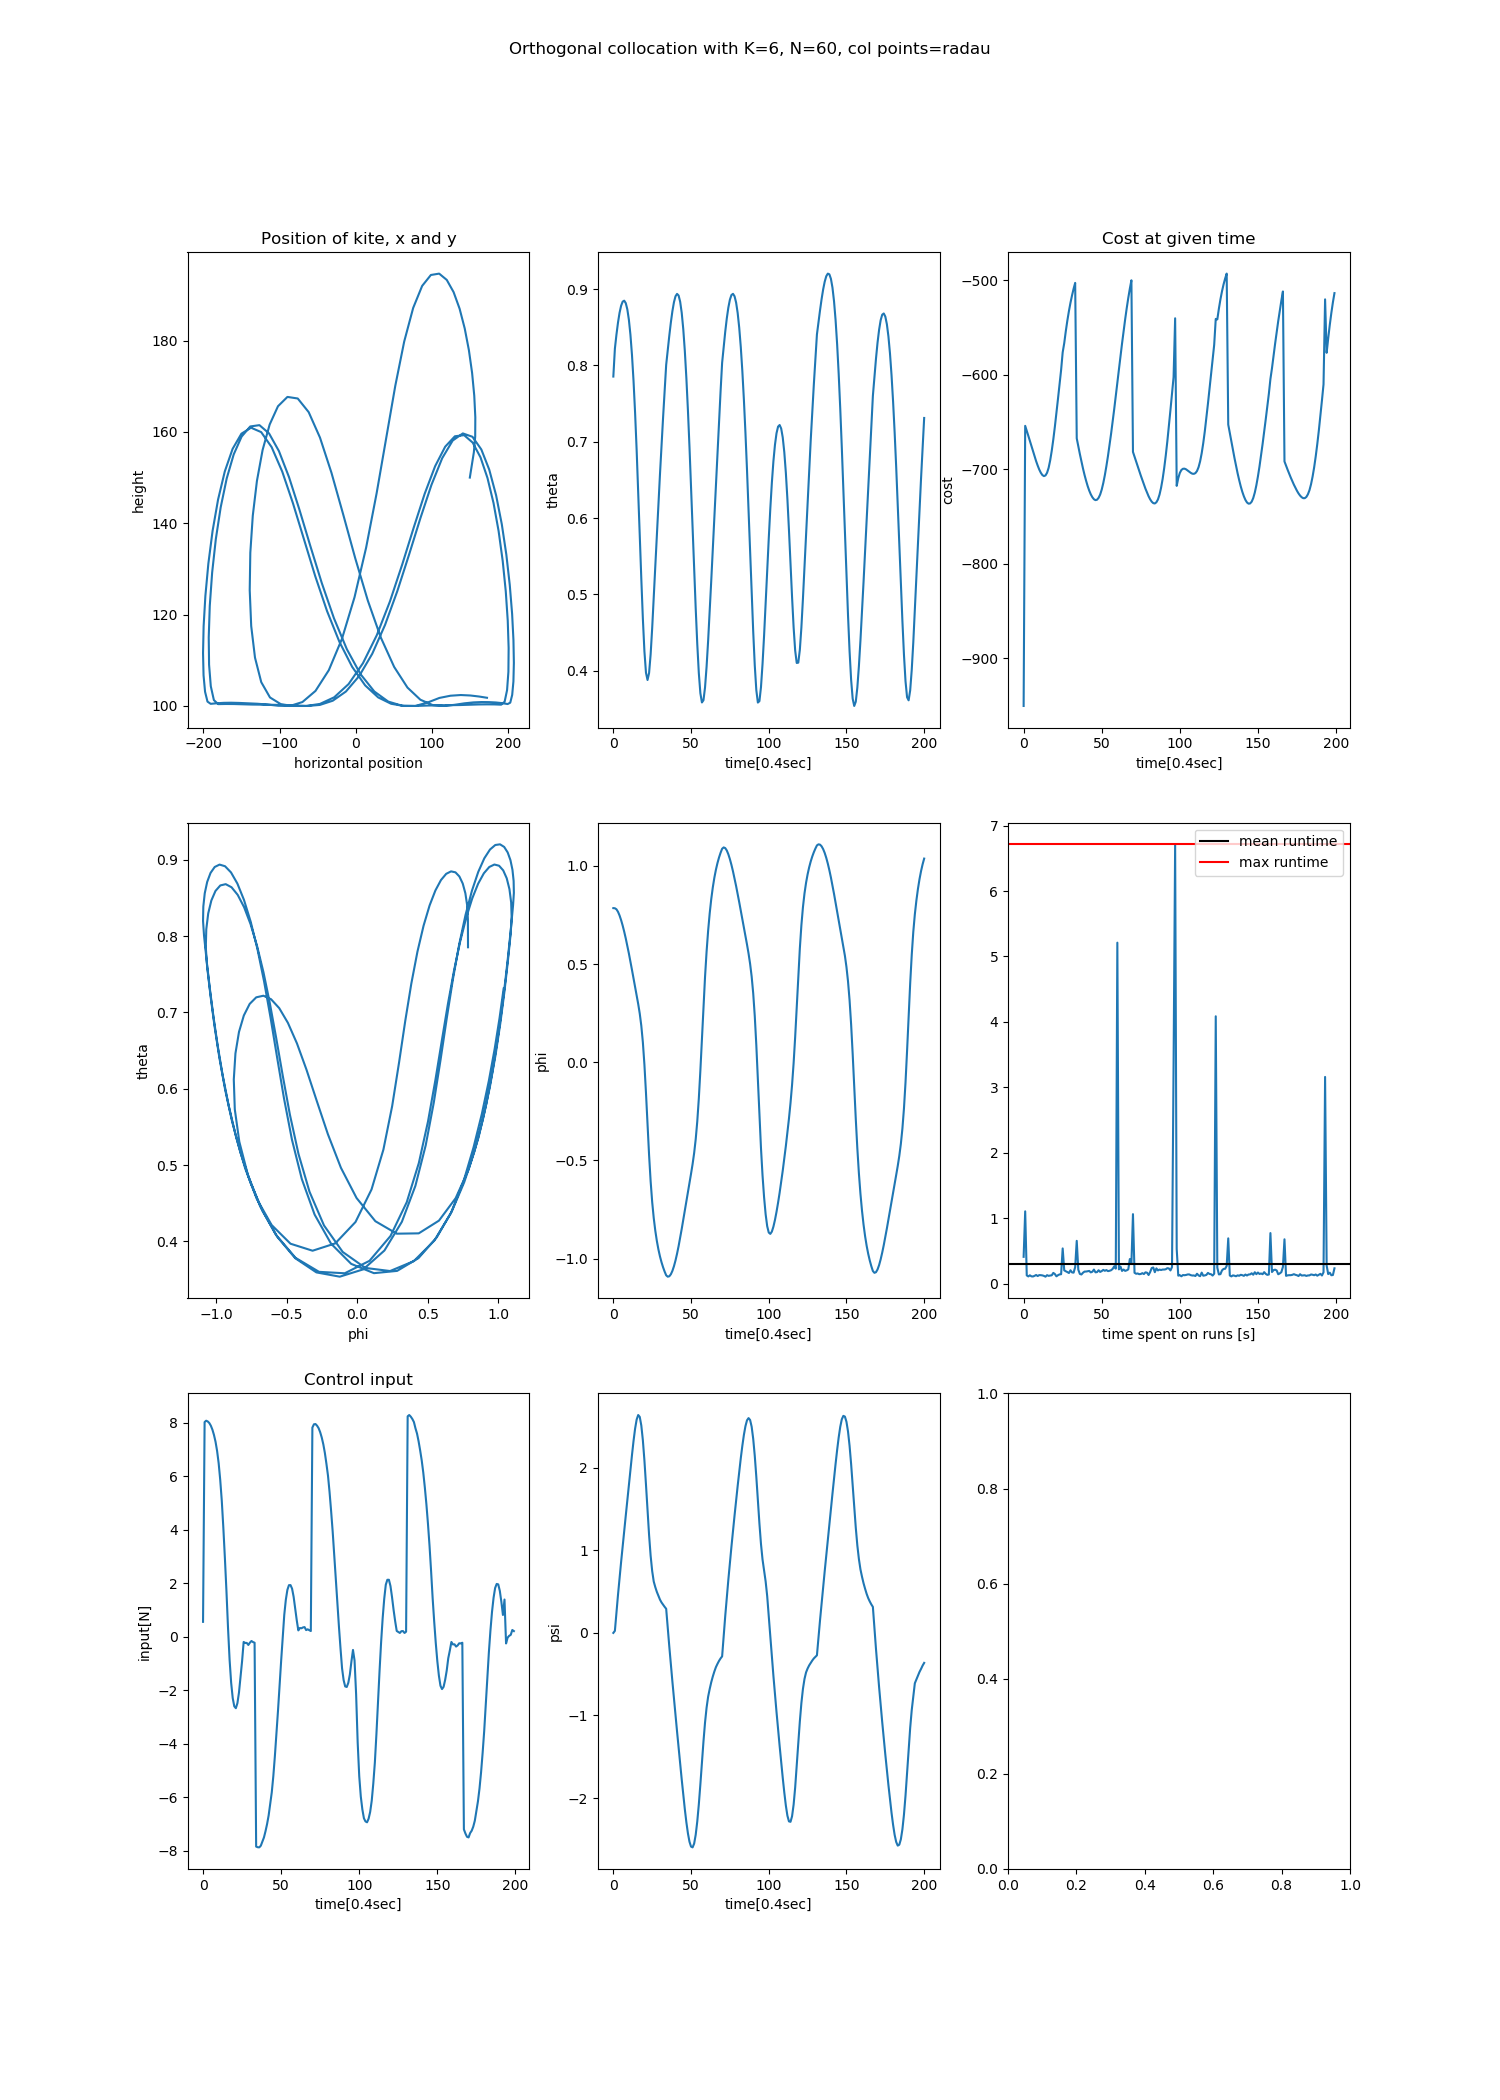 Orthogonal collocation with K=6, N=60, col points=radau
Position of kite, x and y
height
180
160
140
120
100
−200 −100 0 100 200
horizontal position
theta
0.9
0.8
0.7
0.6
0.5
0.4
0 50 100 150 200
time[0.4sec]
Cost at given time
cost
−500
−600
−700
−800
−900
0 50 100 150 200
time[0.4sec]
theta
0.9
0.8
0.7
0.6
0.5
0.4
−1.0 −0.5 0.0 0.5 1.0
phi
phi
1.0
0.5
0.0
−0.5
−1.0
0 50 100 150 200
time[0.4sec]
7
6
5
4
3
2
1
0
mean runtime
max runtime
0 50 100 150 200
time spent on runs [s]
Control input
input[N]
8
6
4
2
0
−2
−4
−6
−8
0 50 100 150 200
time[0.4sec]
psi
2
1
0
−1
−2
0 50 100 150 200
time[0.4sec]
1.0
0.8
0.6
0.4
0.2
0.0
0.0 0.2 0.4 0.6 0.8 1.0